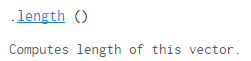 .length ()
Computes length of this vector.